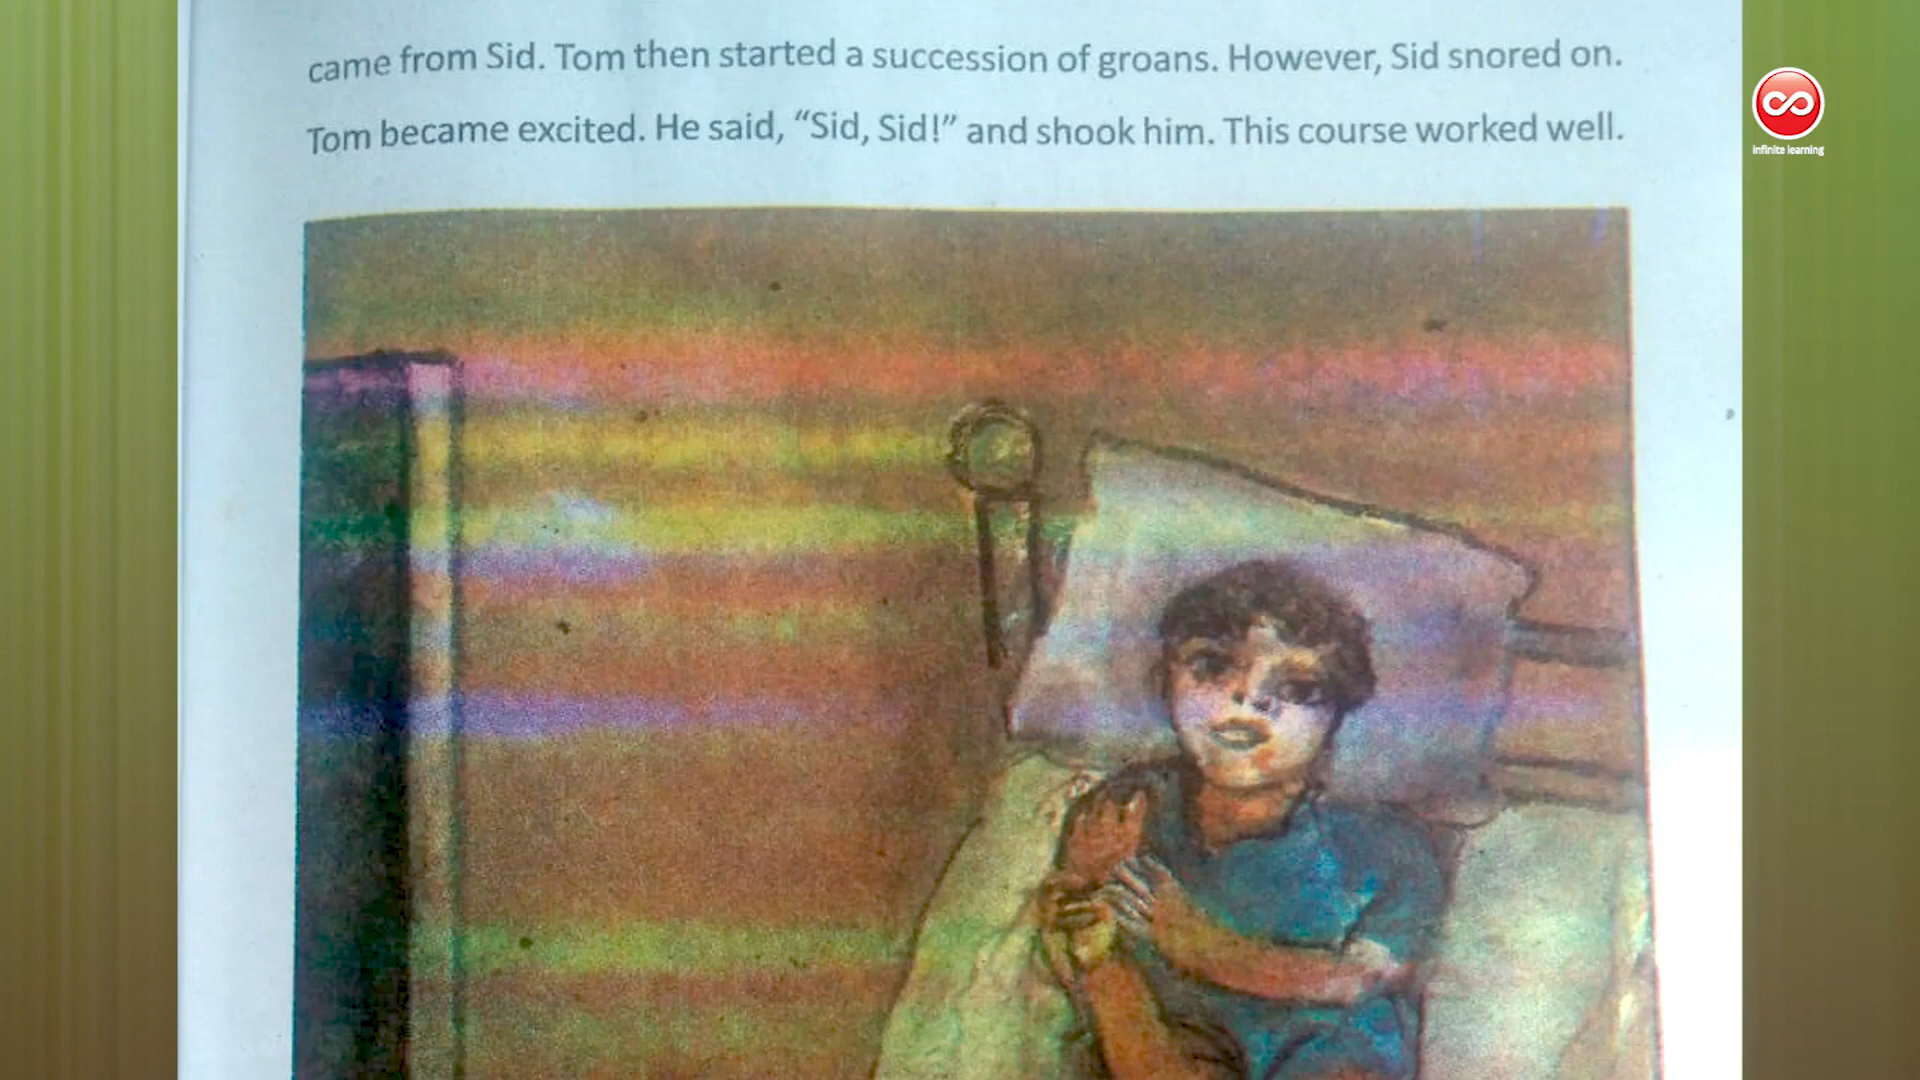 came from Sid. Tom then started a succession of groans. However, Sid snored on.
Tom became excited. He said, “Sid, Sid!” and shook him. This course worked well.
infinite learning